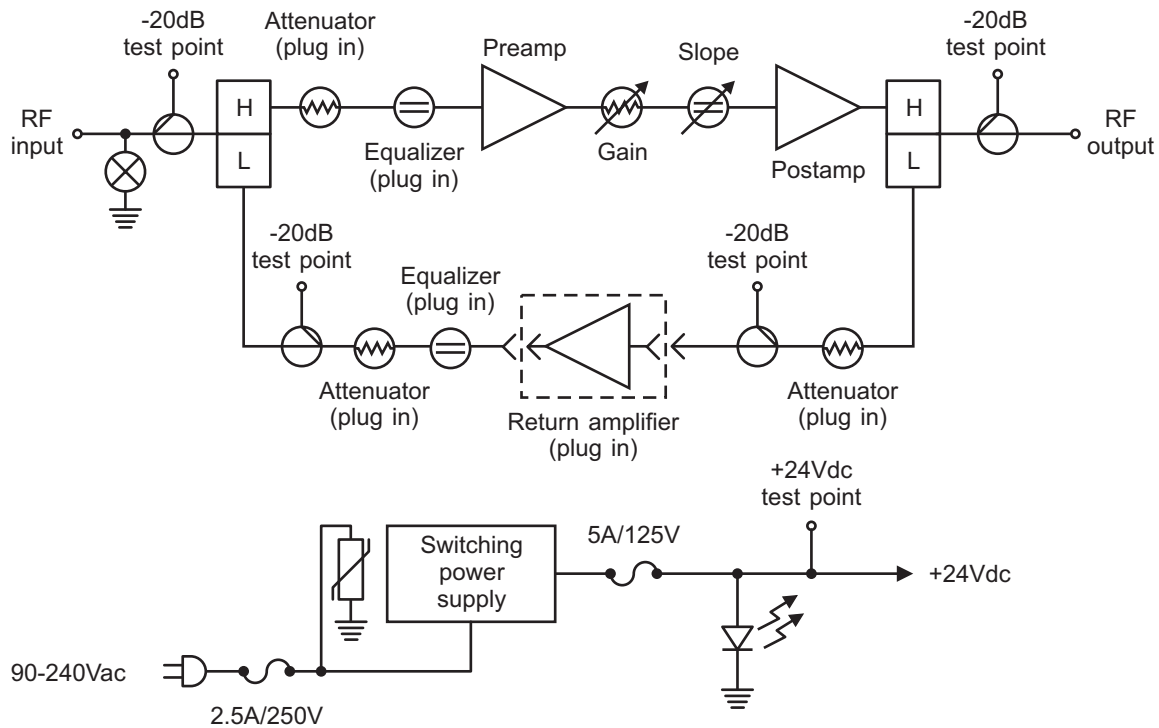 -20dB
test point
Attenuator
(plug in)
Preamp
Slope
-20dB
test point
RF
input
H
L
Equalizer
(plug in)
Gain
Postamp
H
L
RF
output
-20dB
test point
Equalizer
(plug in)
-20dB
test point
Attenuator
(plug in)
Return amplifier
(plug in)
Attenuator
(plug in)
+24Vdc
test point
Switching
power
supply
5A/125V
+24Vdc
90-240Vac
2.5A/250V